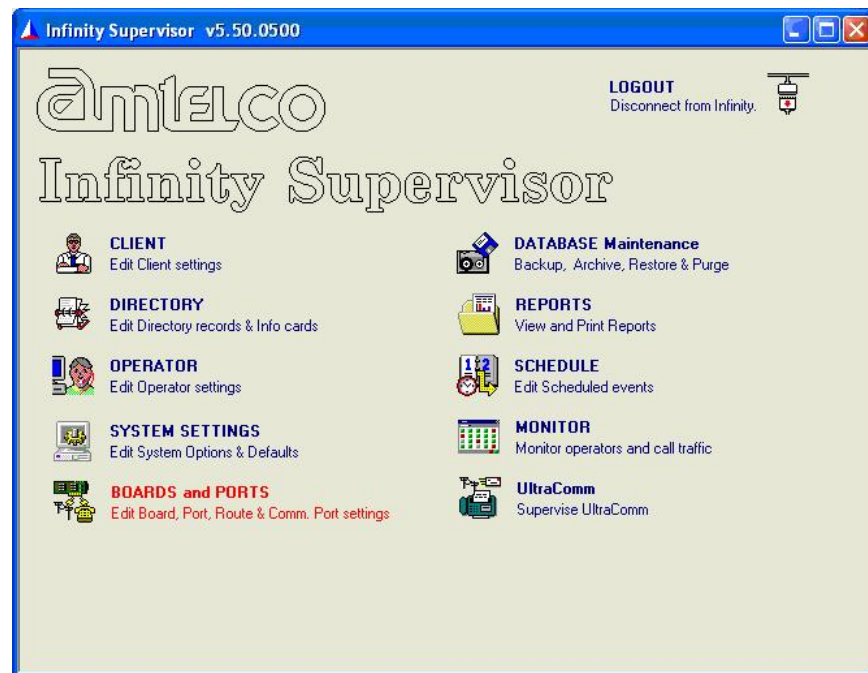 Infinity Supervisor v5.50.0500
amtelco
LOGOUT
Disconnect from Infinity.
Infinity Supervisor
CLIENT
Edit Client settings
DIRECTORY
Edit Directory records & Info cards
OPERATOR
Edit Operator settings
SYSTEM SETTINGS
Edit System Options & Defaults
BOARDS and PORTS
Edit Board, Port, Route & Comm. Port settings
DATABASE Maintenance
Backup, Archive, Restore & Purge
REPORTS
View and Print Reports
SCHEDULE
Edit Scheduled events
MONITOR
Monitor operators and call traffic
UltraComm
Supervise UltraComm